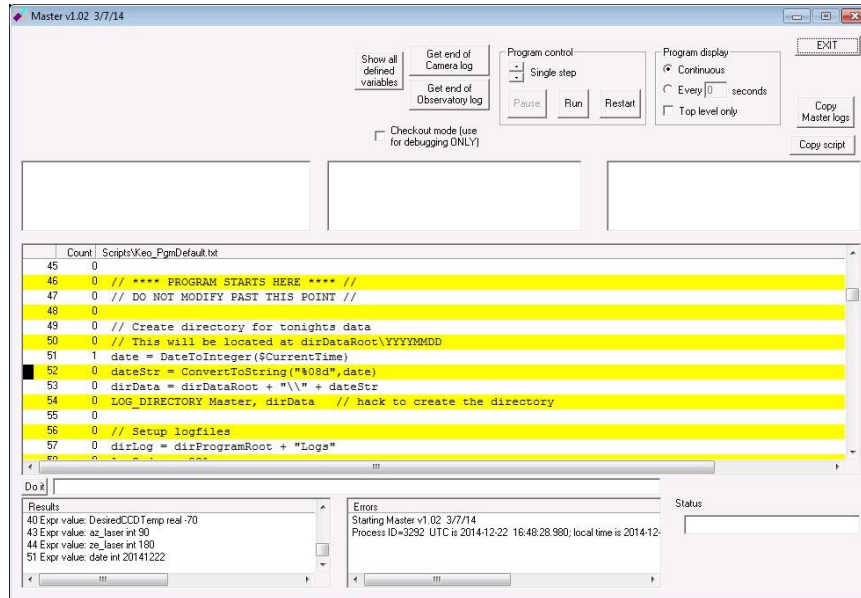 Master v1.02 3/7/14
Show all defined variables
Get end of Camera log
Get end of Observatory log
Program control
Single step
Pause Run Restart
Program display
Continuous
Every 0 seconds
Top level only
EXIT
Copy Master logs
Copy script
Checkout mode (use for debugging ONLY)
Count Scripts\Keo_PgmDefault.txt
45 0
46 0 // **** PROGRAM STARTS HERE **** //
47 0 // DO NOT MODIFY PAST THIS POINT //
48 0
49 0 // Create directory for tonights data
50 0 // This will be located at dirDataRoot\YYYYMMDD
51 1 date = DateToInteger($CurrentTime)
52 0 dateStr = ConvertToString("%08d",date)
53 0 dirData = dirDataRoot + "\\" + dateStr
54 0 LOG_DIRECTORY Master, dirData // hack to create the directory
55 0
56 0 // Setup logfiles
57 0 dirLog = dirProgramRoot + "Logs"
Do it
Results
40 Expr value: DesiredCCDTemp real -70
43 Expr value: az_laser int 90
44 Expr value: ze_laser int 180
51 Expr value: date int 20141222
Errors
Starting Master v1.02 3/7/14
Process ID=3292 UTC is 2014-12-22 16:48:28.980; local time is 2014-12-
Status